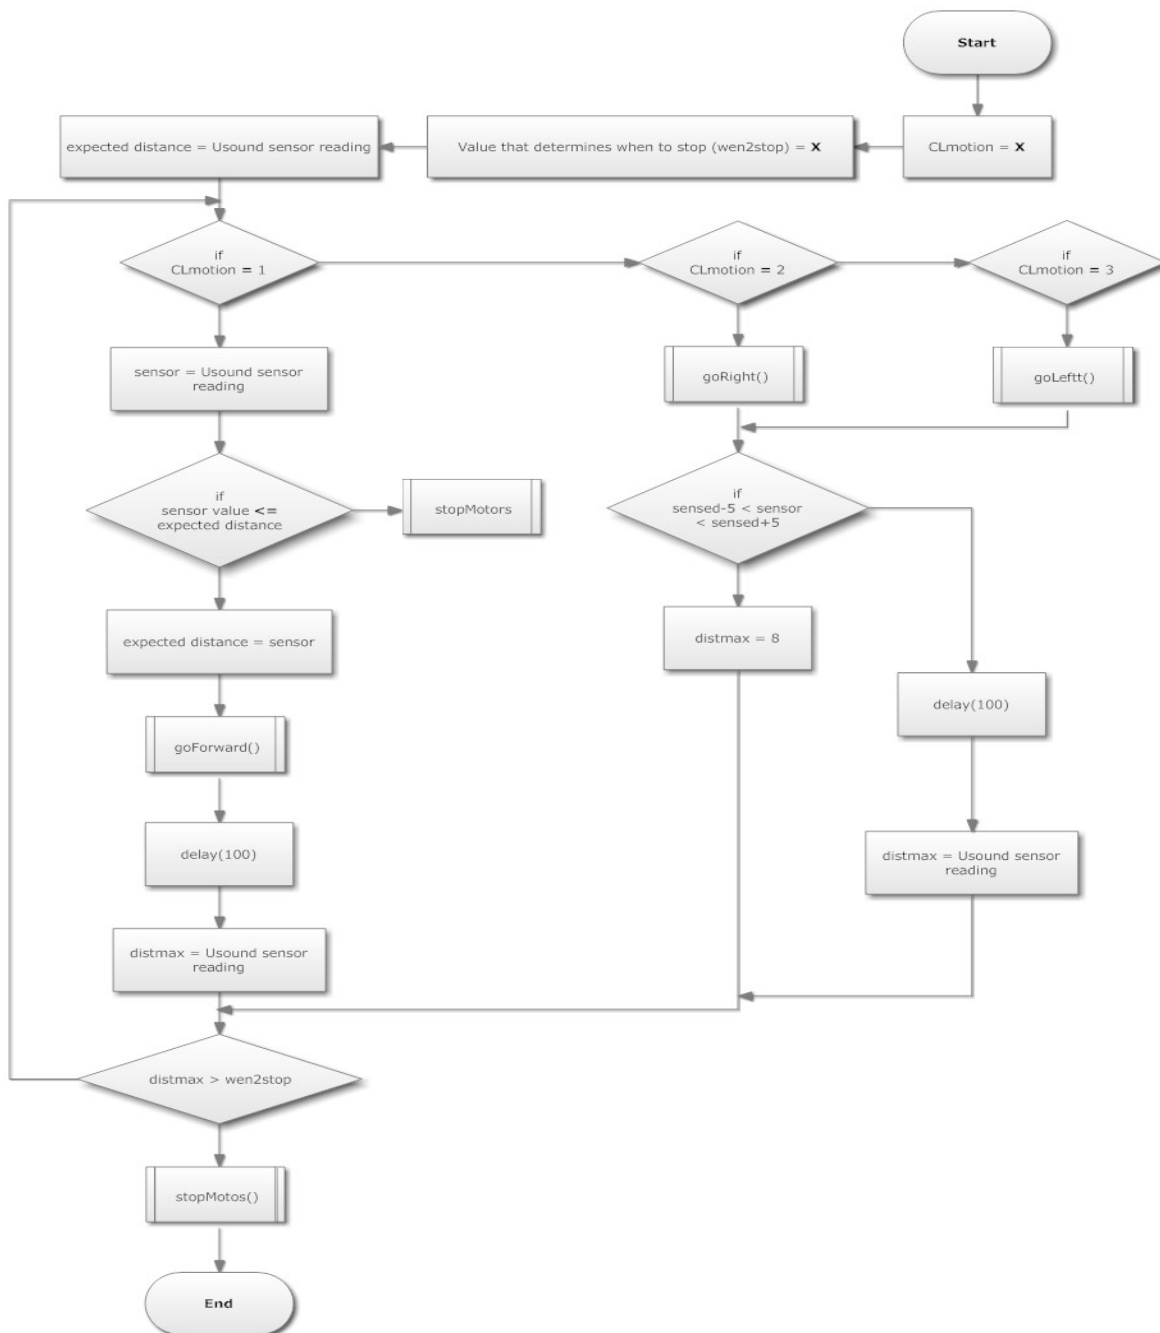 Start
CLmotion = X
Value that determines when to stop (wen2stop) = X
expected distance = Usound sensor reading
if
CLmotion = 1
if
CLmotion = 2
if
CLmotion = 3
sensor = Usound sensor
reading
goRight()
goLeftt()
if
sensor value <=
expected distance
stopMotors
if
sensed-5 < sensor
< sensed+5
expected distance = sensor
distmax = 8
goForward()
delay(100)
delay(100)
distmax = Usound sensor
reading
distmax = Usound sensor
reading
distmax > wen2stop
stopMotos()
End